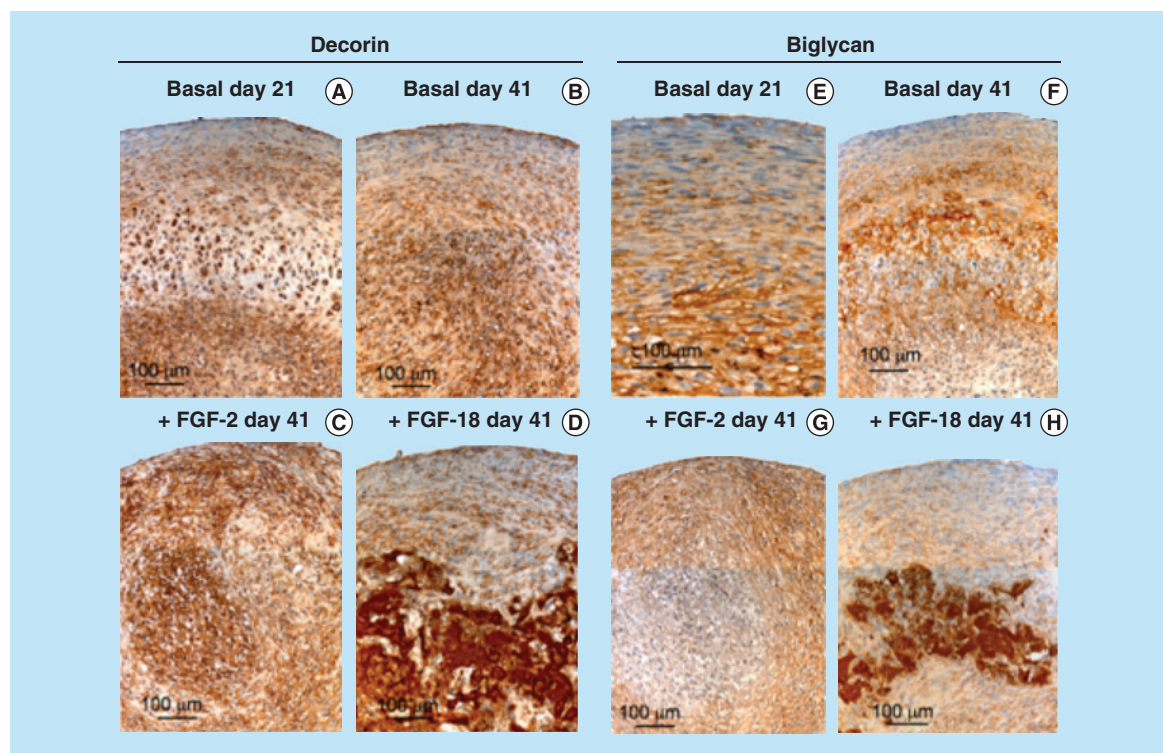 Decorin
Biglycan
Basal day 21 A
Basal day 41 B
Basal day 21 E
Basal day 41 F
100 μm
100 μm
100 μm
100 μm
+ FGF-2 day 41 C
+ FGF-18 day 41 D
+ FGF-2 day 41 G
+ FGF-18 day 41 H
100 μm
100 μm
100 μm
100 μm